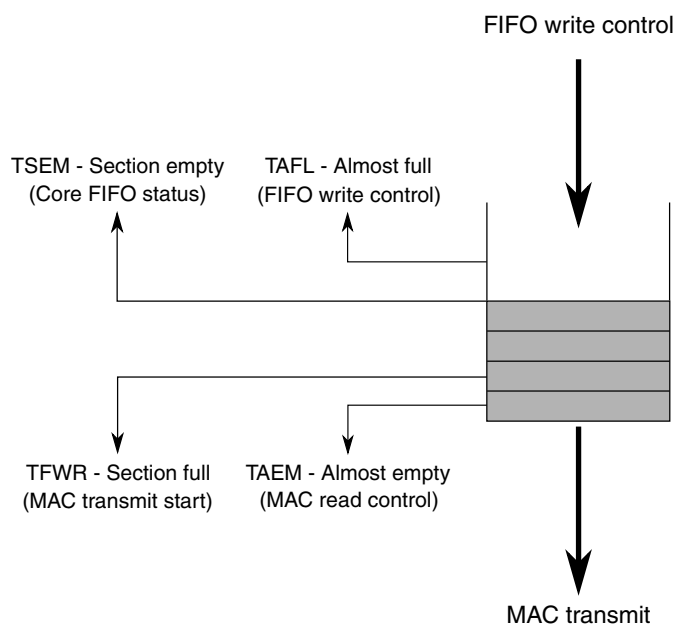 FIFO write control
TSEM - Section empty
(Core FIFO status)
TAFL - Almost full
(FIFO write control)
TFWR - Section full
(MAC transmit start)
TAEM - Almost empty
(MAC read control)
MAC transmit